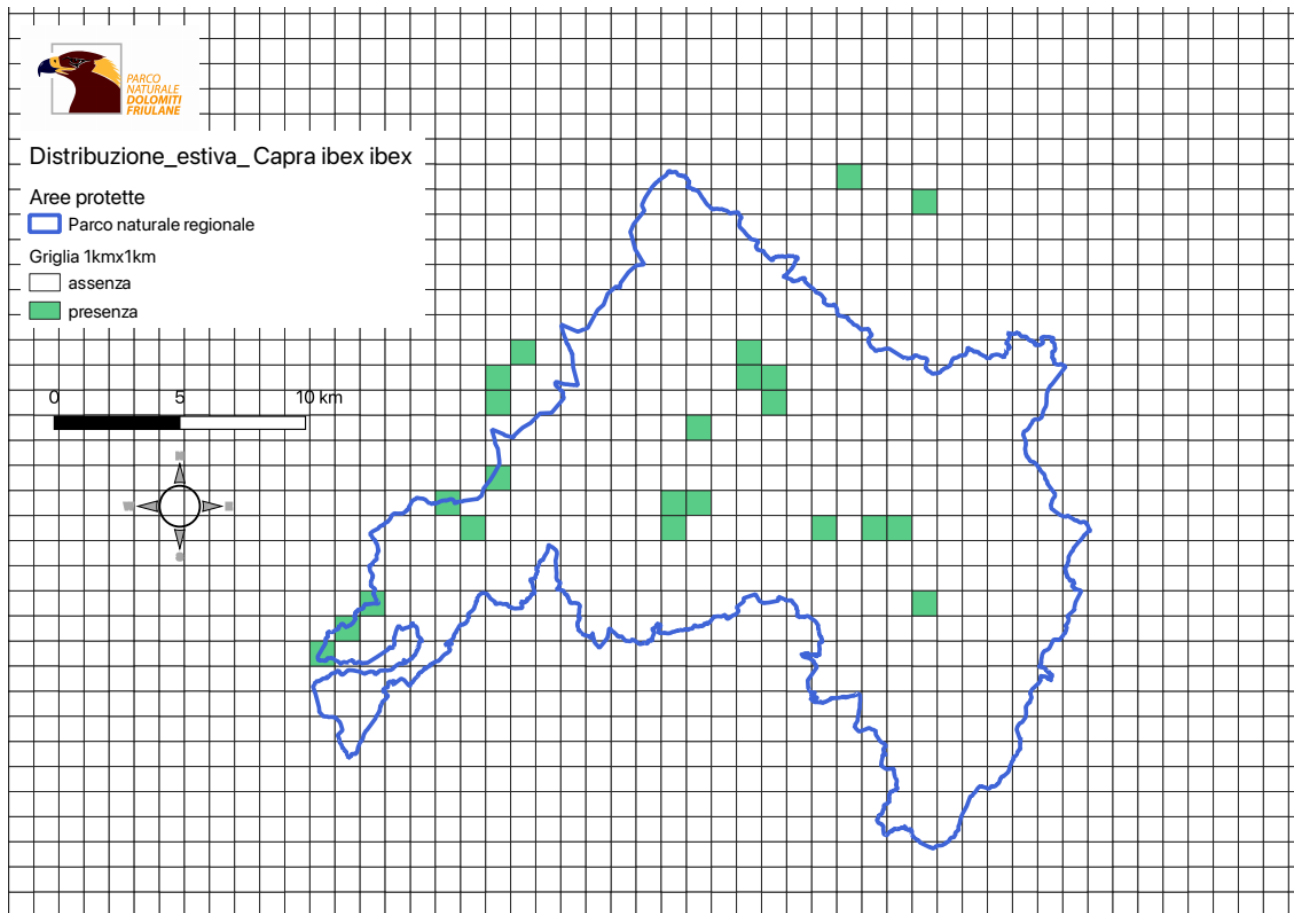 PARCO
NATURALE
DOLOMITI
FRIULANE
Distribuzione_estiva_ Capra ibex ibex
Aree protette
Parco naturale regionale
Griglia 1kmx1km
assenza
presenza
0 5 10 km